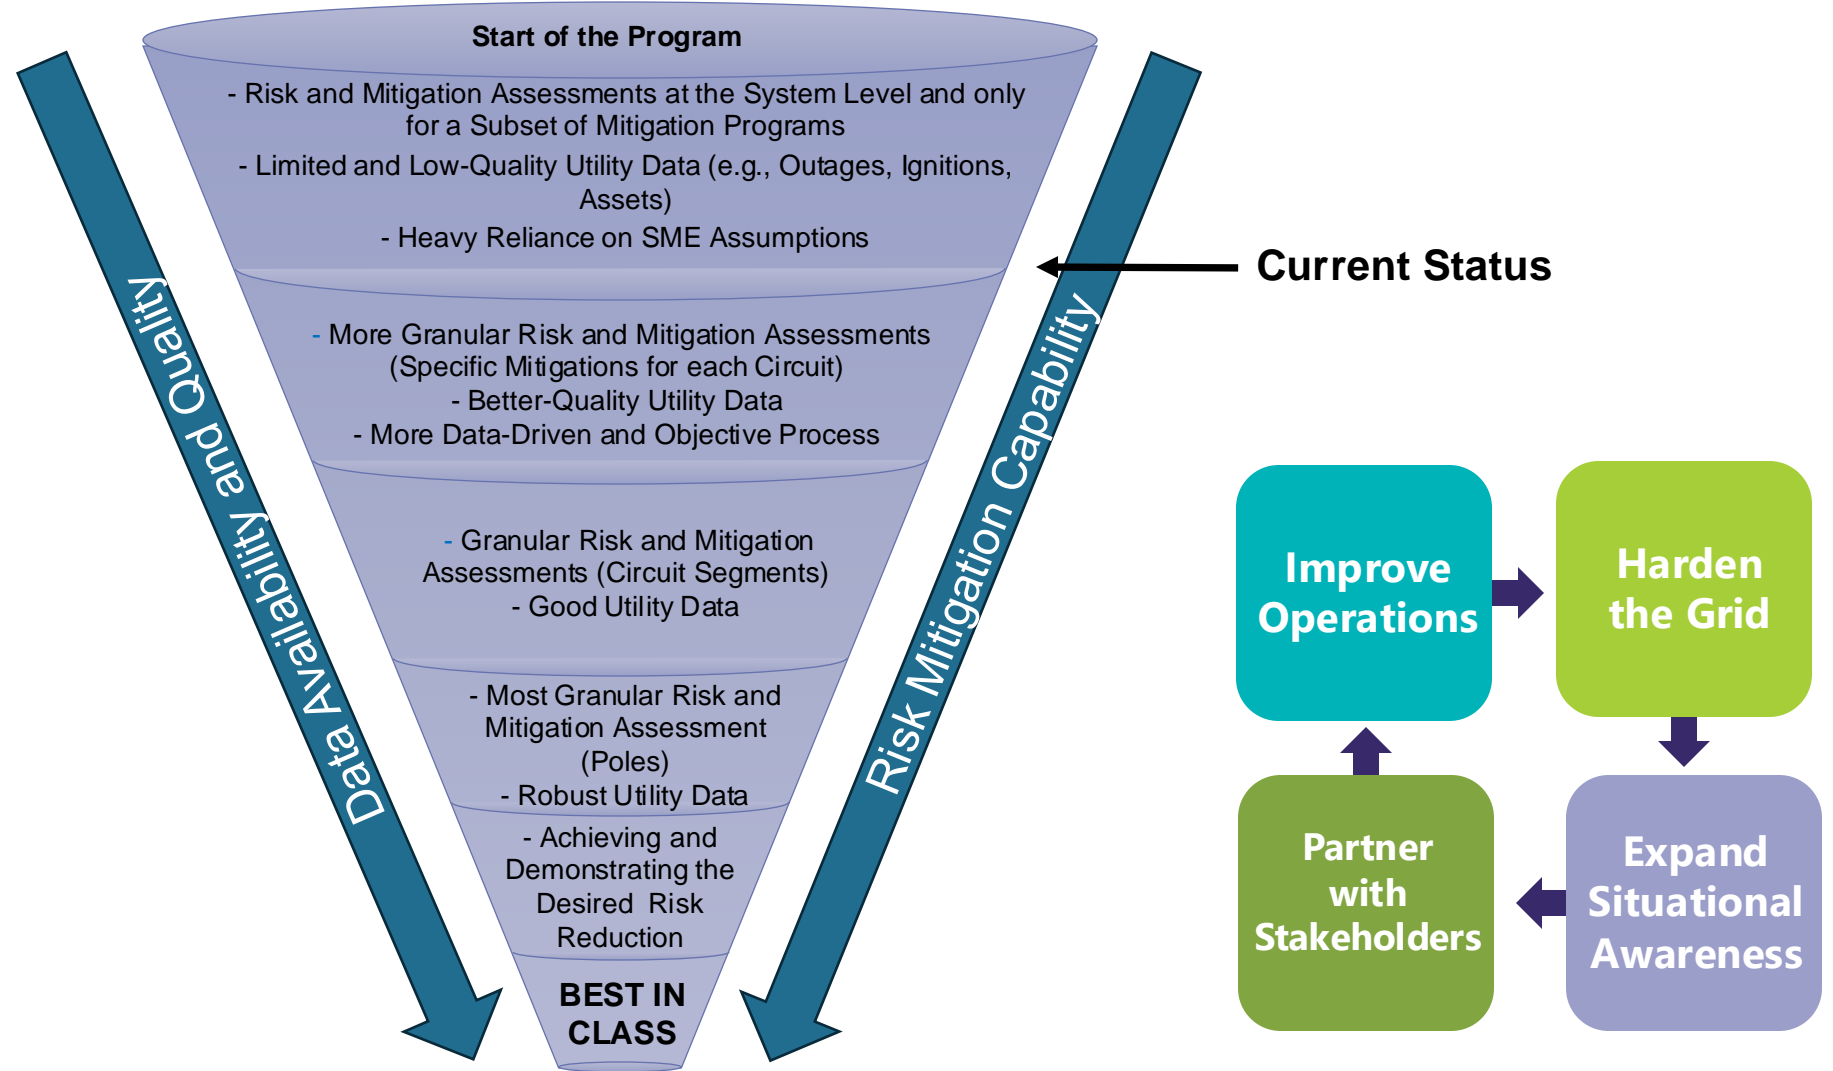 Start of the Program
- Risk and Mitigation Assessments at the System Level and only
for a Subset of Mitigation Programs
- Limited and Low-Quality Utility Data (e.g., Outages, Ignitions,
Assets)
- Heavy Reliance on SME Assumptions
- More Granular Risk and Mitigation Assessments
(Specific Mitigations for each Circuit)
- Better-Quality Utility Data
- More Data-Driven and Objective Process
- Granular Risk and Mitigation
Assessments (Circuit Segments)
- Good Utility Data
- Most Granular Risk and
Mitigation Assessment
(Poles)
- Robust Utility Data
- Achieving and
Demonstrating the
Desired Risk
Reduction
BEST IN
CLASS
Data Availability and Quality
Risk Mitigation Capability
Current Status
Improve
Operations
Harden
the Grid
Expand
Situational
Awareness
Partner
with
Stakeholders